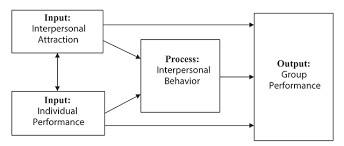 Input:
Interpersonal
Attraction
Process:
Interpersonal
Behavior
Output:
Group
Performance
Input:
Individual
Performance